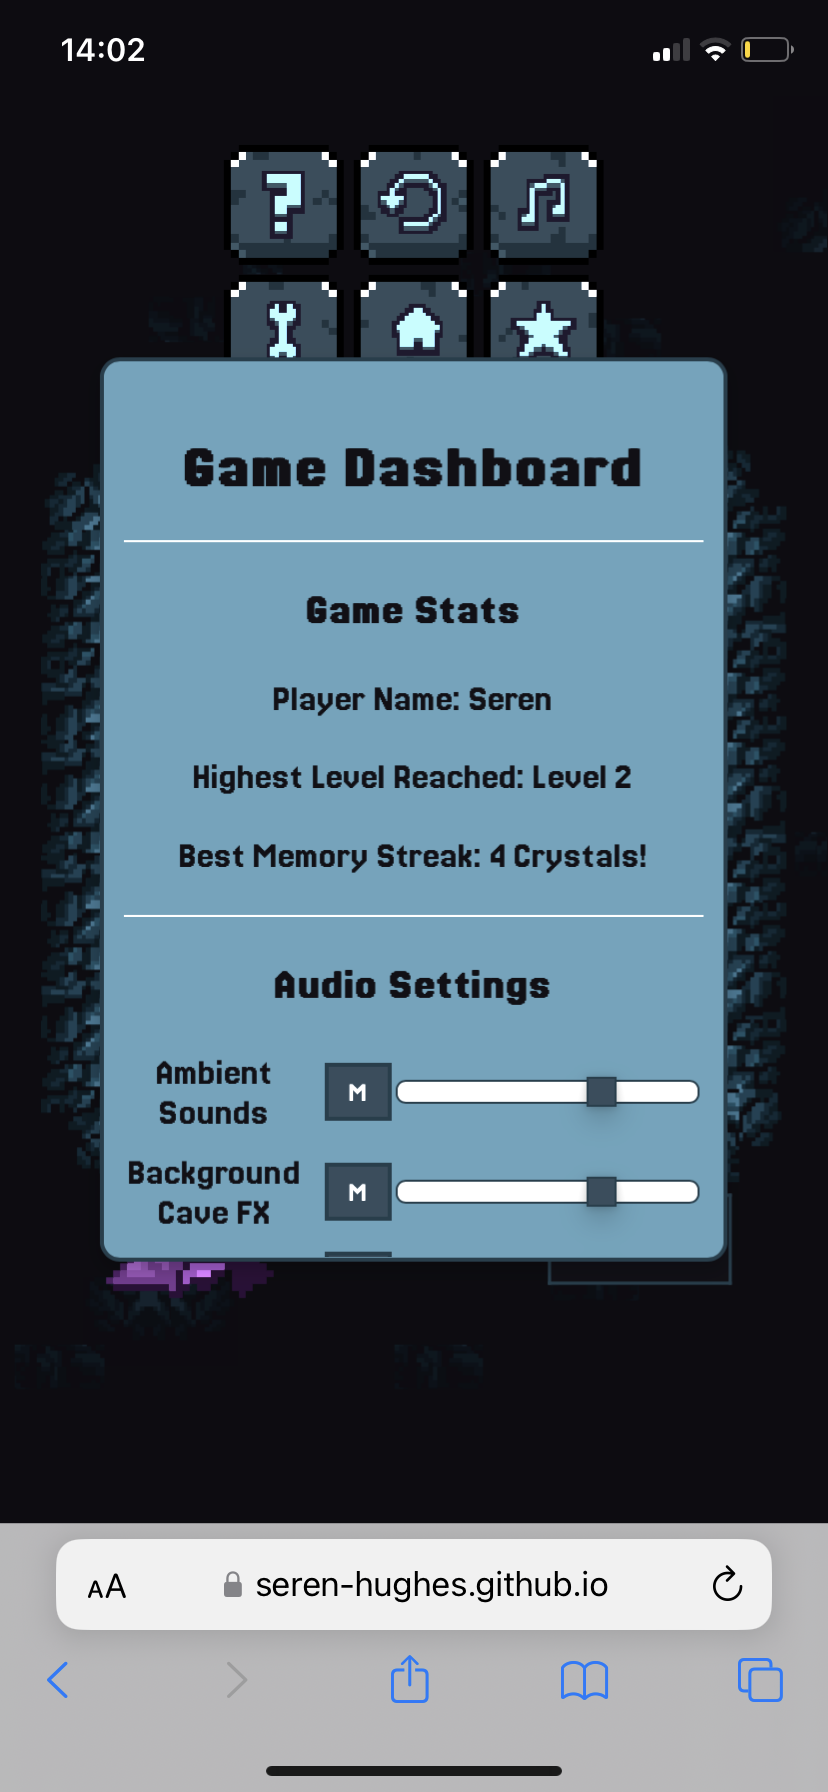 14:02
?
Game Dashboard
Game Stats
Player Name: Seren
Highest Level Reached: Level 2
Best Memory Streak: 4 Crystals!
Audio Settings
Ambient
Sounds
M
Background
Cave FX
M
AA
seren-hughes.github.io